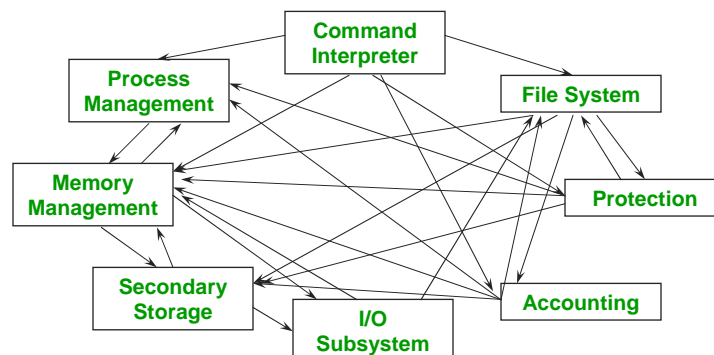 Command
Interpreter
Process
Management
File System
Memory
Management
Protection
Secondary
Storage
Accounting
I/O
Subsystem